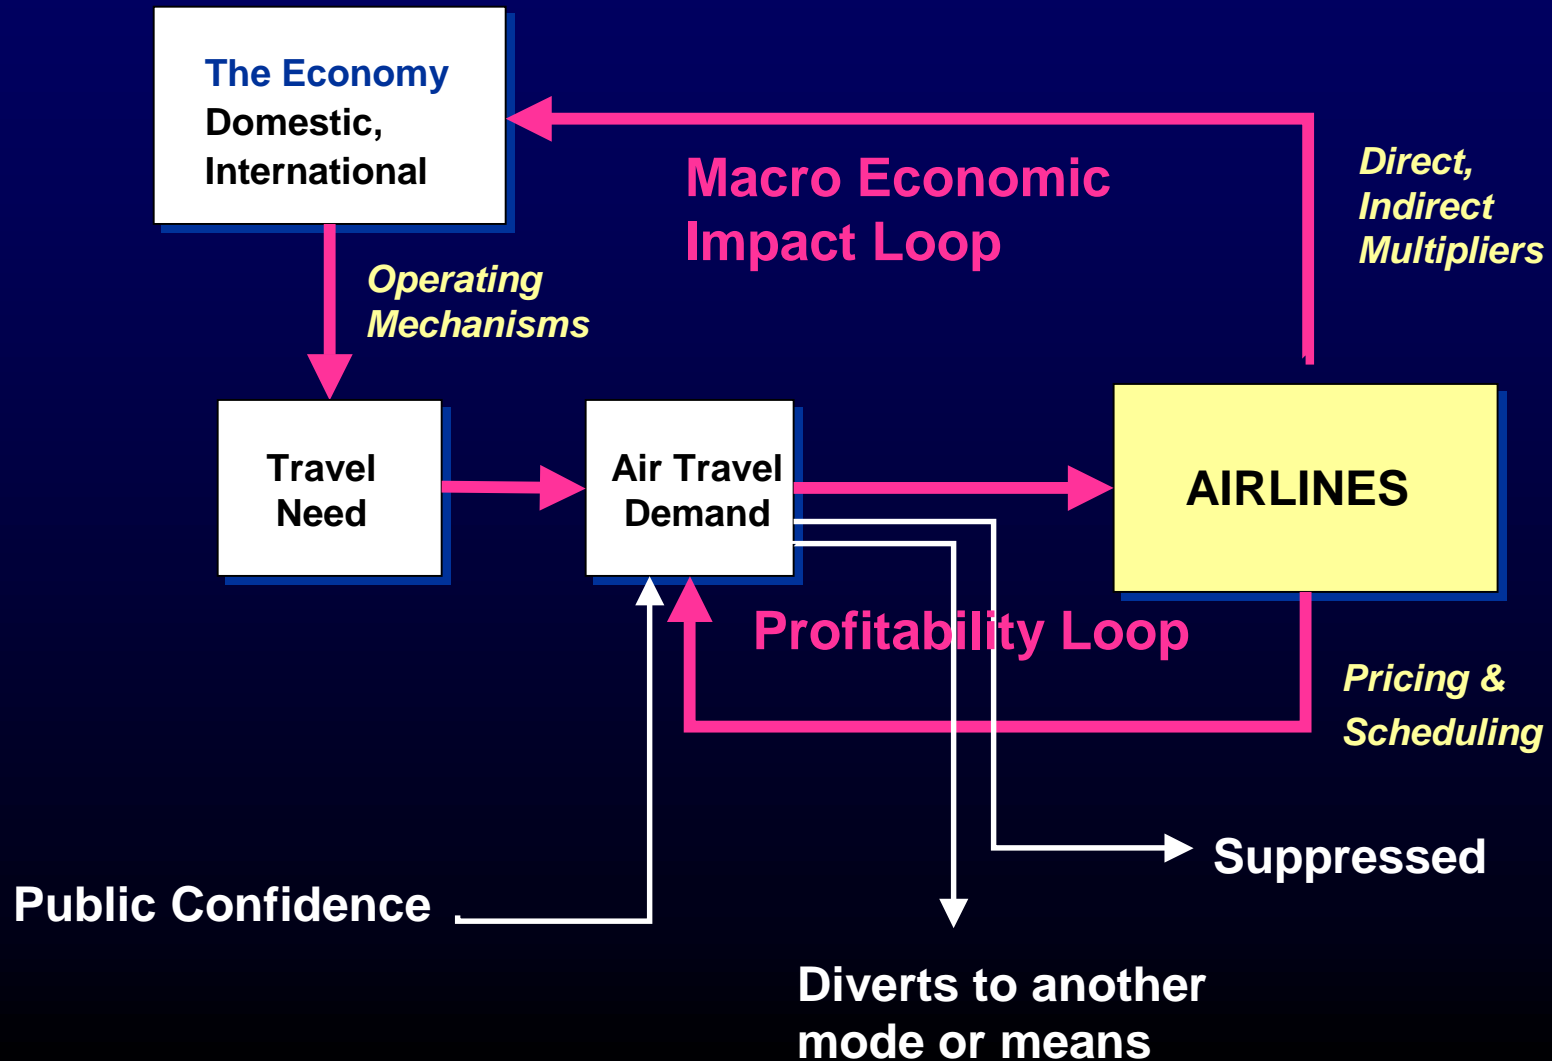 The Economy
Domestic,
International
Macro Economic
Impact Loop
Direct,
Indirect
Multipliers
Operating
Mechanisms
Travel
Need
Air Travel
Demand
AIRLINES
Profitability Loop
Pricing &
Scheduling
Suppressed
Public Confidence
Diverts to another
mode or means